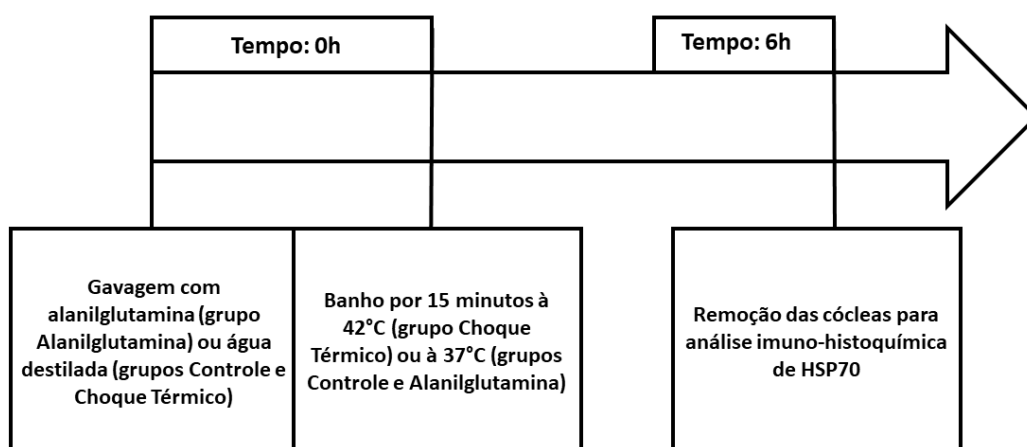 Tempo: 0h
Tempo: 6h
Gavagem com
alanilglutamina (grupo
Alanilglutamina) ou água
destilada (grupos Controle e
Choque Térmico)
Banho por 15 minutos à
42°C (grupo Choque
Térmico) ou à 37°C (grupos
Controle e Alanilglutamina)
Remoção das cócleas para
análise imuno-histoquímica
de HSP70